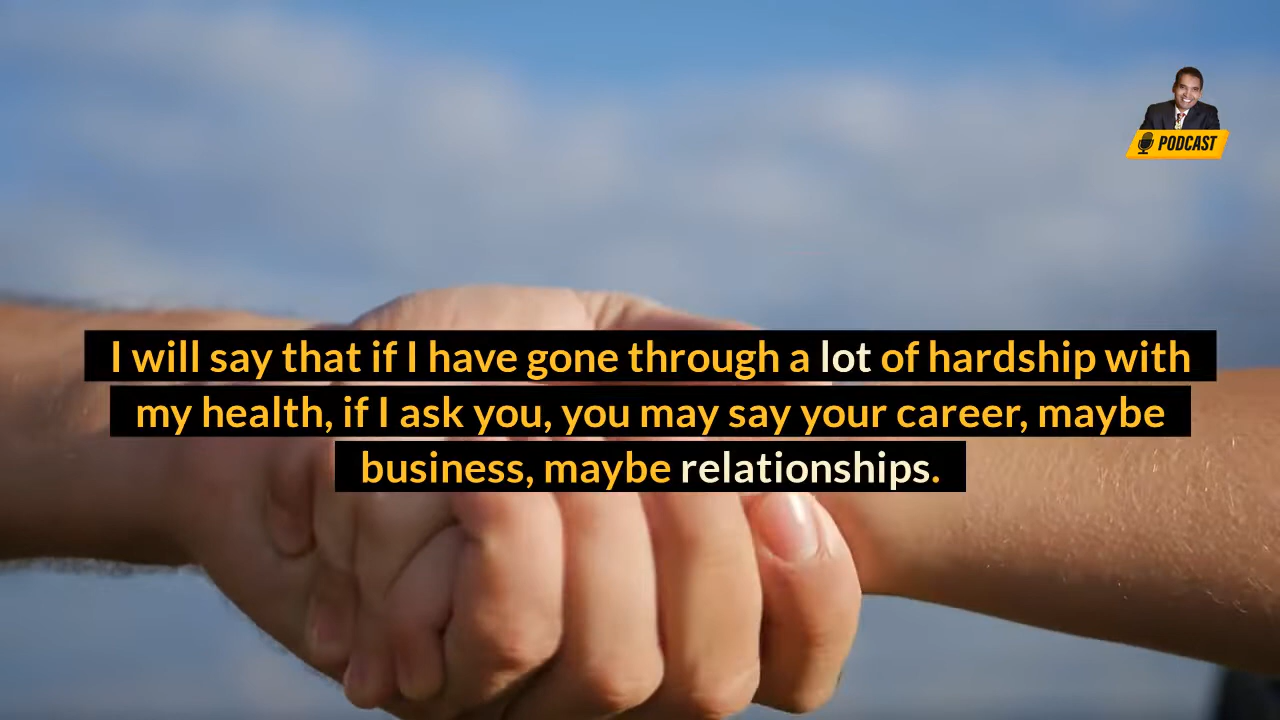 PODCAST
I will say that if I have gone through a lot of hardship with
my health, if I ask you, you may say your career, maybe
business, maybe relationships.